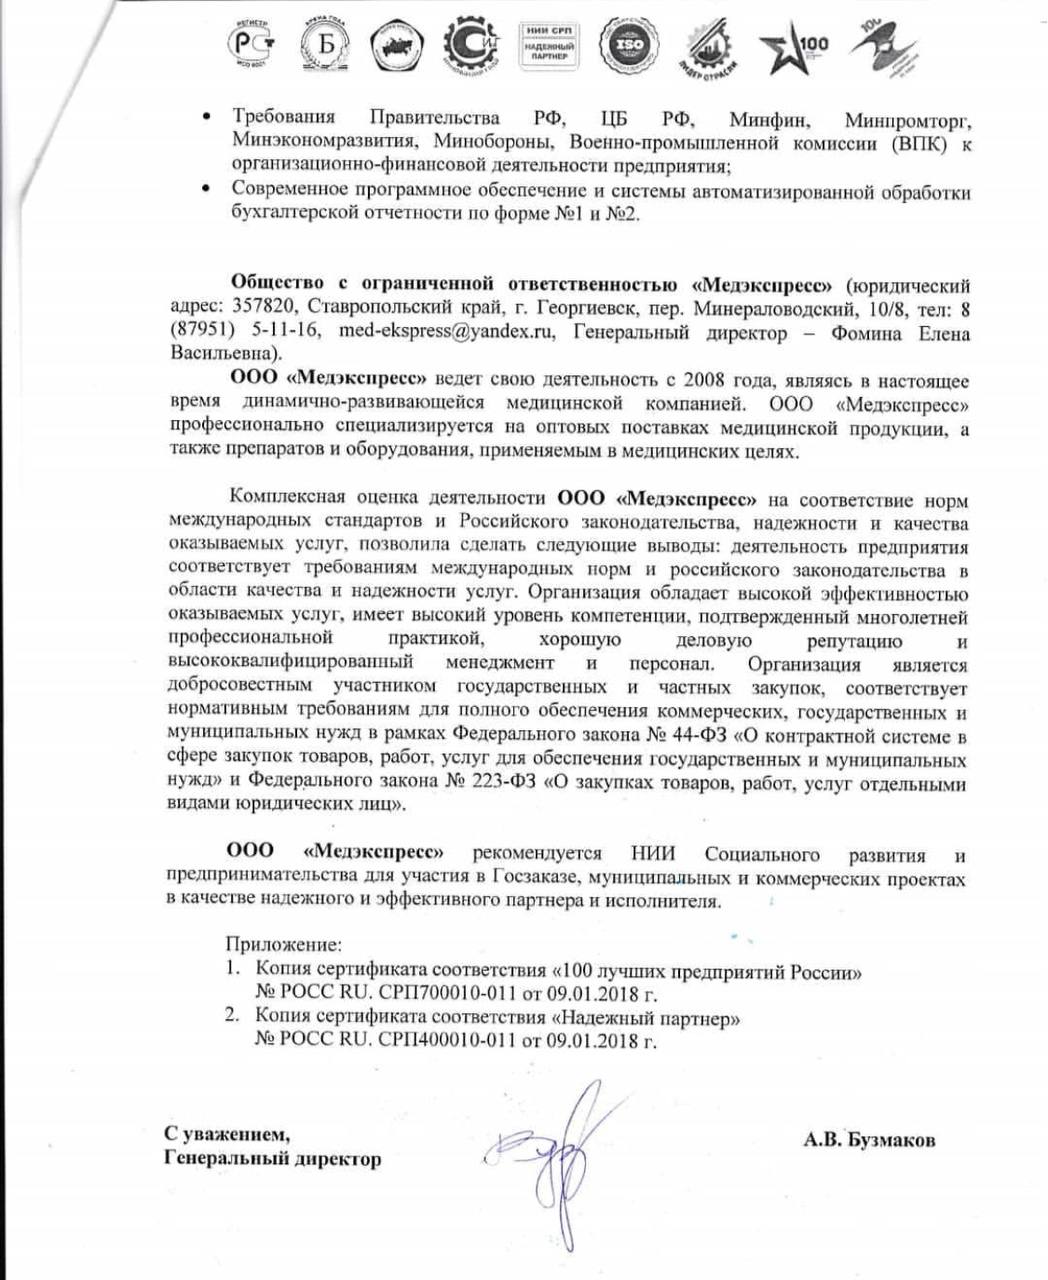 РЕГИСТР
РСТ
ИСО 9001
Б
НИИ СРП
НАДЕЖНЫЙ
ПАРТНЕР
ISO
ЛИДЕР ОТРАСЛИ
100
100
• Требования Правительства РФ, ЦБ РФ, Минфин, Минпромторг,
Минэкономразвития, Минобороны, Военно-промышленной комиссии (ВПК) к
организационно-финансовой деятельности предприятия;
• Современное программное обеспечение и системы автоматизированной обработки
бухгалтерской отчетности по форме №1 и №2.
Общество с ограниченной ответственностью «Медэкспресс» (юридический
адрес: 357820, Ставропольский край, г. Георгиевск, пер. Минераловодский, 10/8, тел: 8
(87951) 5-11-16, med-ekspress@yandex.ru, Генеральный директор – Фомина Елена
Васильевна).
ООО «Медэкспресс» ведет свою деятельность с 2008 года, являясь в настоящее
время динамично-развивающейся медицинской компанией. ООО «Медэкспресс»
профессионально специализируется на оптовых поставках медицинской продукции, а
также препаратов и оборудования, применяемым в медицинских целях.
Комплексная оценка деятельности ООО «Медэкспресс» на соответствие норм
международных стандартов и Российского законодательства, надежности и качества
оказываемых услуг, позволила сделать следующие выводы: деятельность предприятия
соответствует требованиям международных норм и российского законодательства в
области качества и надежности услуг. Организация обладает высокой эффективностью
оказываемых услуг, имеет высокий уровень компетенции, подтвержденный многолетней
профессиональной практикой, хорошую деловую репутацию и
высококвалифицированный менеджмент и персонал. Организация является
добросовестным участником государственных и частных закупок, соответствует
нормативным требованиям для полного обеспечения коммерческих, государственных и
муниципальных нужд в рамках Федерального закона № 44-ФЗ «О контрактной системе в
сфере закупок товаров, работ, услуг для обеспечения государственных и муниципальных
нужд» и Федерального закона № 223-ФЗ «О закупках товаров, работ, услуг отдельными
видами юридических лиц».
ООО «Медэкспресс» рекомендуется НИИ Социального развития и
предпринимательства для участия в Госзаказе, муниципальных и коммерческих проектах
в качестве надежного и эффективного партнера и исполнителя.
Приложение:
1. Копия сертификата соответствия «100 лучших предприятий России»
№ РОСС RU. СРП700010-011 от 09.01.2018 г.
2. Копия сертификата соответствия «Надежный партнер»
№ РОСС RU. СРП400010-011 от 09.01.2018 г.
С уважением,
Генеральный директор
А.В. Бузмаков